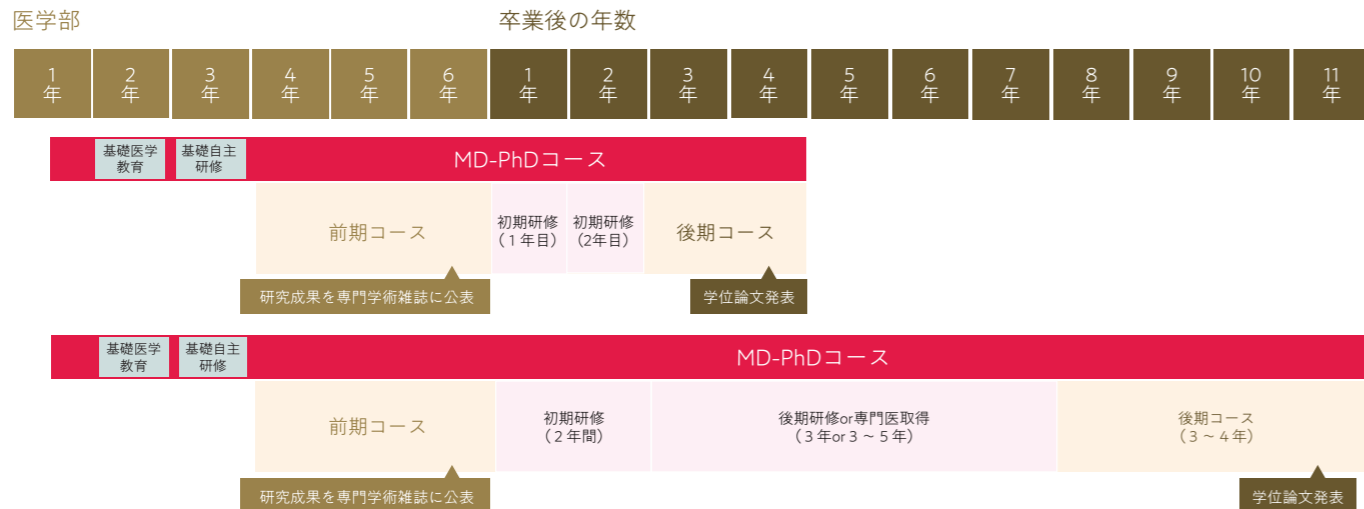 医学部
卒業後の年数
1年
2年
3年
4年
5年
6年
1年
2年
3年
4年
5年
6年
7年
8年
9年
10年
11年
基礎医学
教育
基礎自主
研修
MD-PhDコース
前期コース
初期研修
（1年目）
初期研修
（2年目）
後期コース
研究成果を専門学術雑誌に公表
学位論文発表
基礎医学
教育
基礎自主
研修
MD-PhDコース
前期コース
初期研修
（2年間）
後期研修or専門医取得
（3年or3～5年）
後期コース
（3～4年）
研究成果を専門学術雑誌に公表
学位論文発表